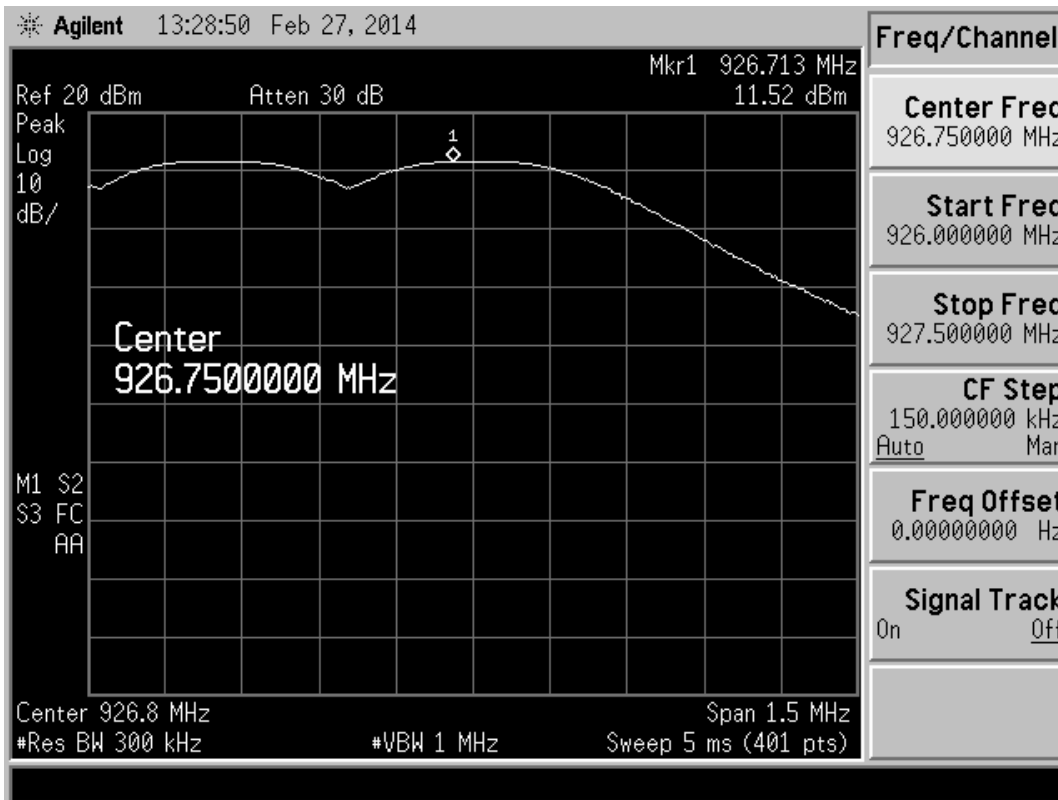 Agilent 13:28:50 Feb 27, 2014
Mkr1 926.713 MHz
Ref 20 dBm Atten 30 dB 11.52 dBm
Peak
Log
10
dB/
1
Center
926.7500000 MHz
M1 S2
S3 FC
AA
Center 926.8 MHz Span 1.5 MHz
#Res BW 300 kHz #VBW 1 MHz Sweep 5 ms (401 pts)
Freq/Channel
Center Freq
926.750000 MHz
Start Freq
926.000000 MHz
Stop Freq
927.500000 MHz
CF Step
150.000000 kHz
Auto Man
Freq Offset
0.00000000 Hz
Signal Track
On Off